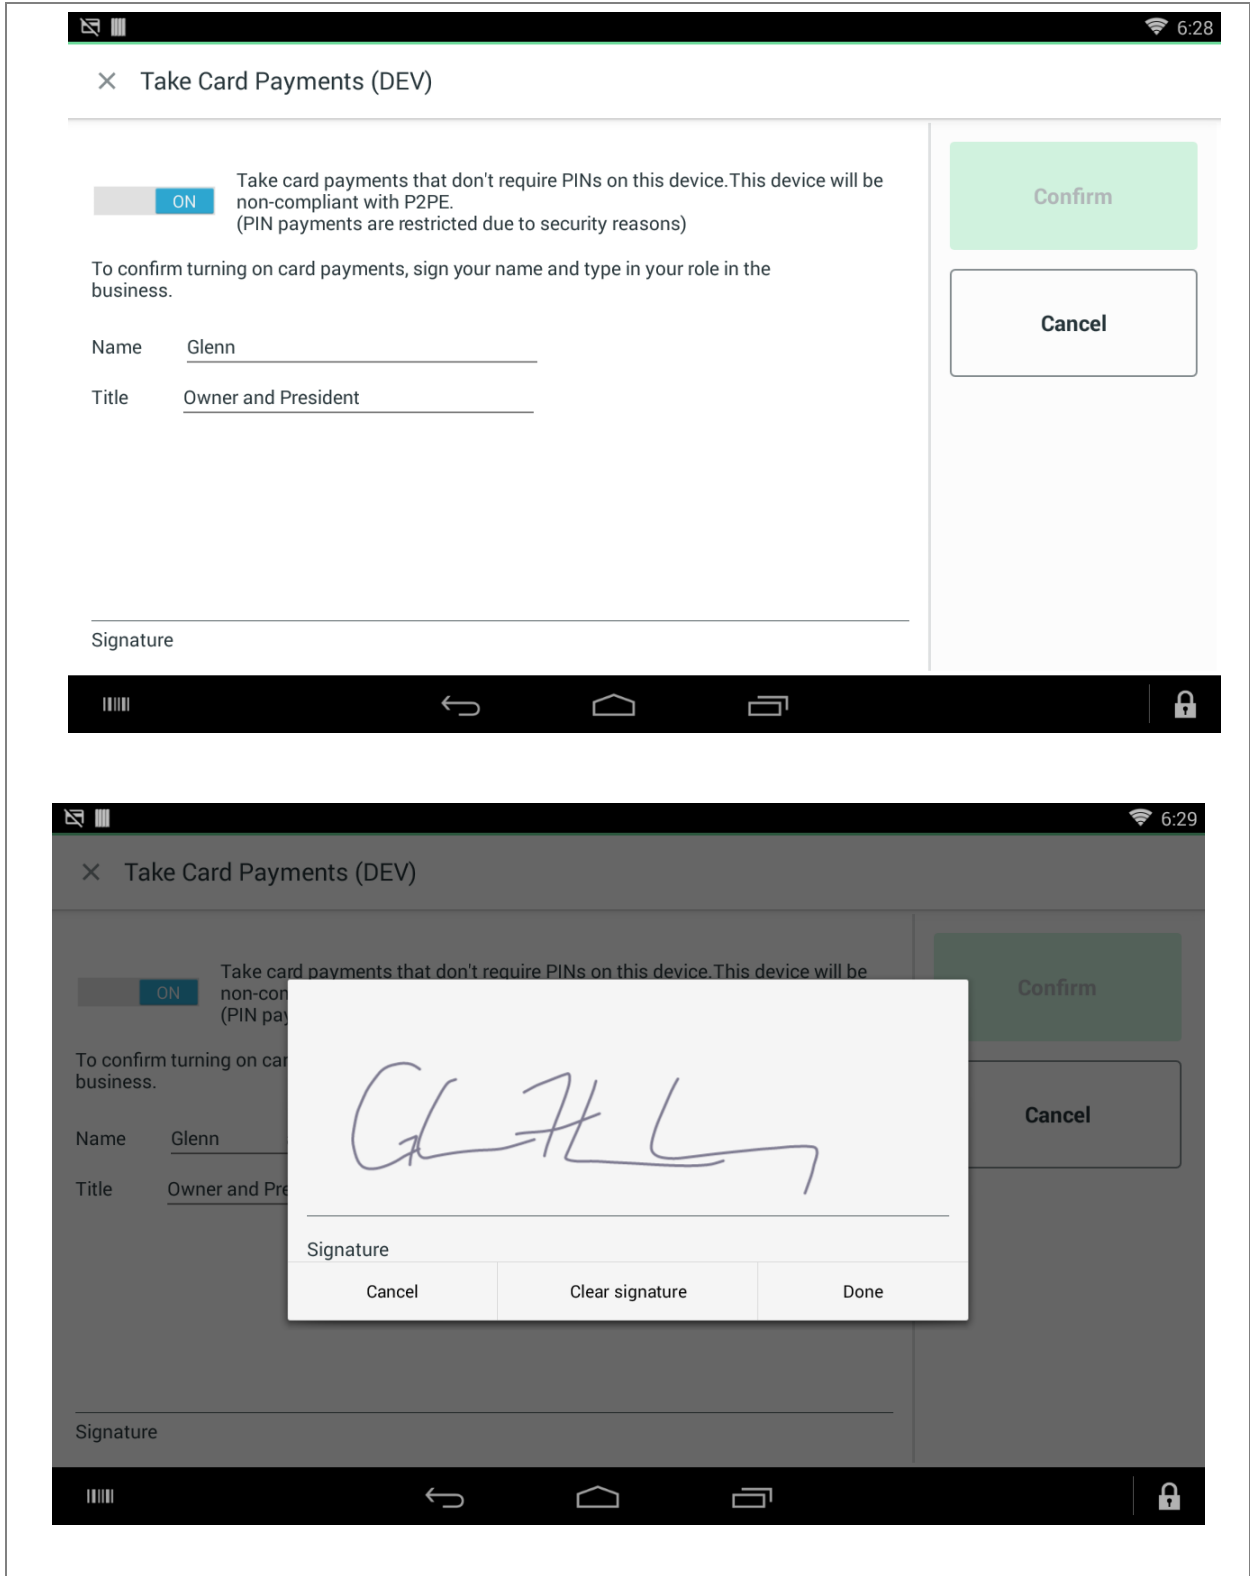 6:28
Take Card Payments (DEV)
ON
Take card payments that don't require PINs on this device.This device will be
non-compliant with P2PE.
(PIN payments are restricted due to security reasons)
To confirm turning on card payments, sign your name and type in your role in the
business.
Name Glenn
Title Owner and President
Signature
Confirm
Cancel
6:29
Take Card Payments (DEV)
ON
Take card payments that don't require PINs on this device.This device will be
non-con
(PIN pay
To confirm turning on car
business.
Name Glenn
Title Owner and Pre
Signature
Cancel Clear signature Done
Signature
Confirm
Cancel